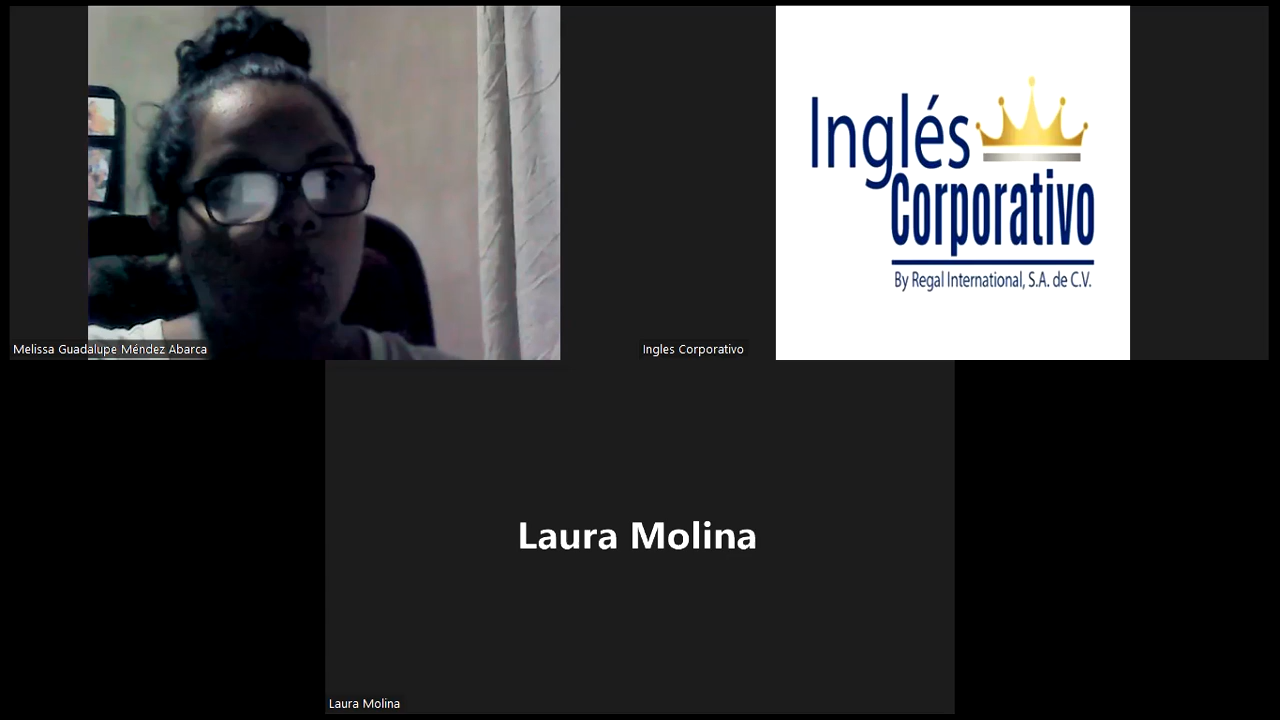 Inglés
Corporativo
By Regal International, S.A. de C.V.
Melissa Guadalupe Méndez Abarca
Ingles Corporativo
Laura Molina
Laura Molina